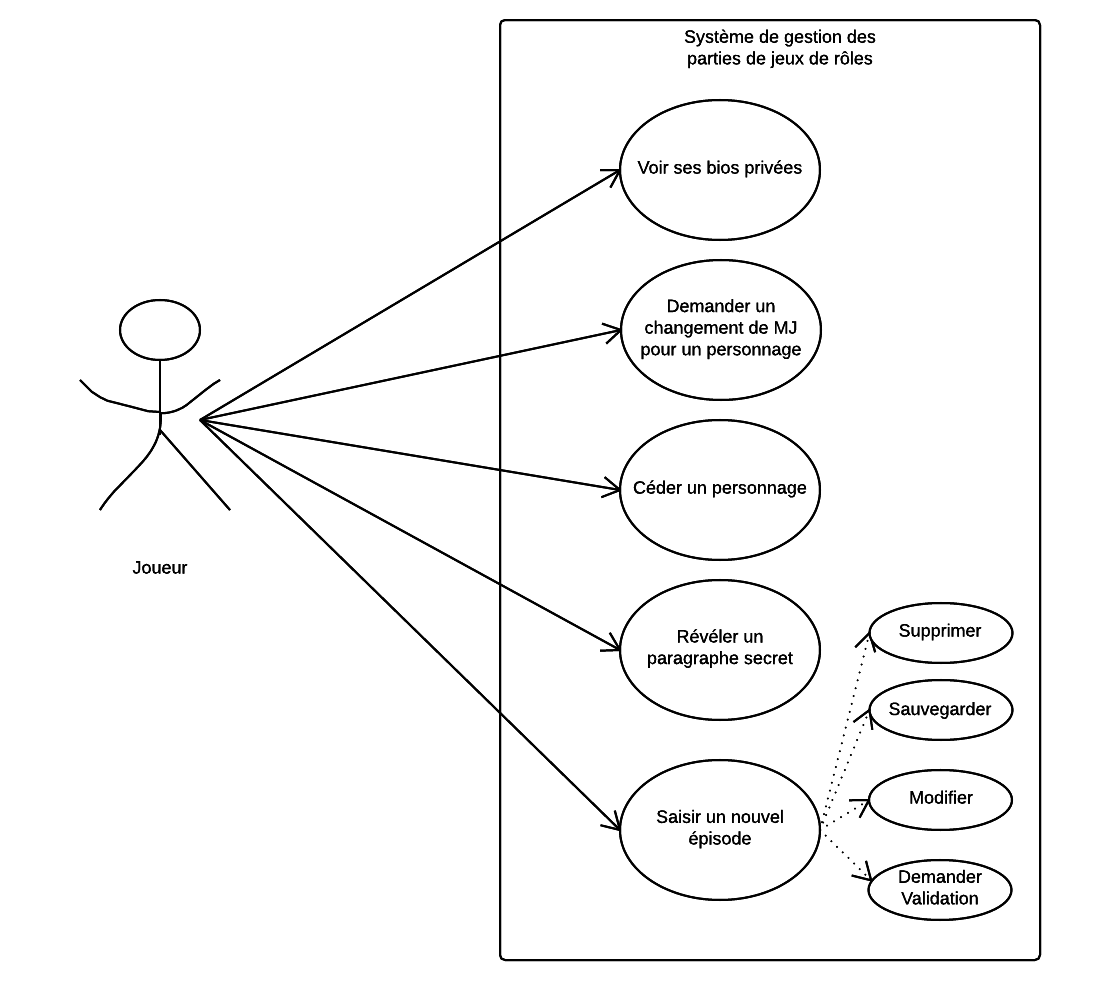 Système de gestion des
parties de jeux de rôles
Voir ses bios privées
Demander un
changement de MJ
pour un personnage
Céder un personnage
Joueur
Révéler un
paragraphe secret
Supprimer
Sauvegarder
Saisir un nouvel
épisode
Modifier
Demander
Validation